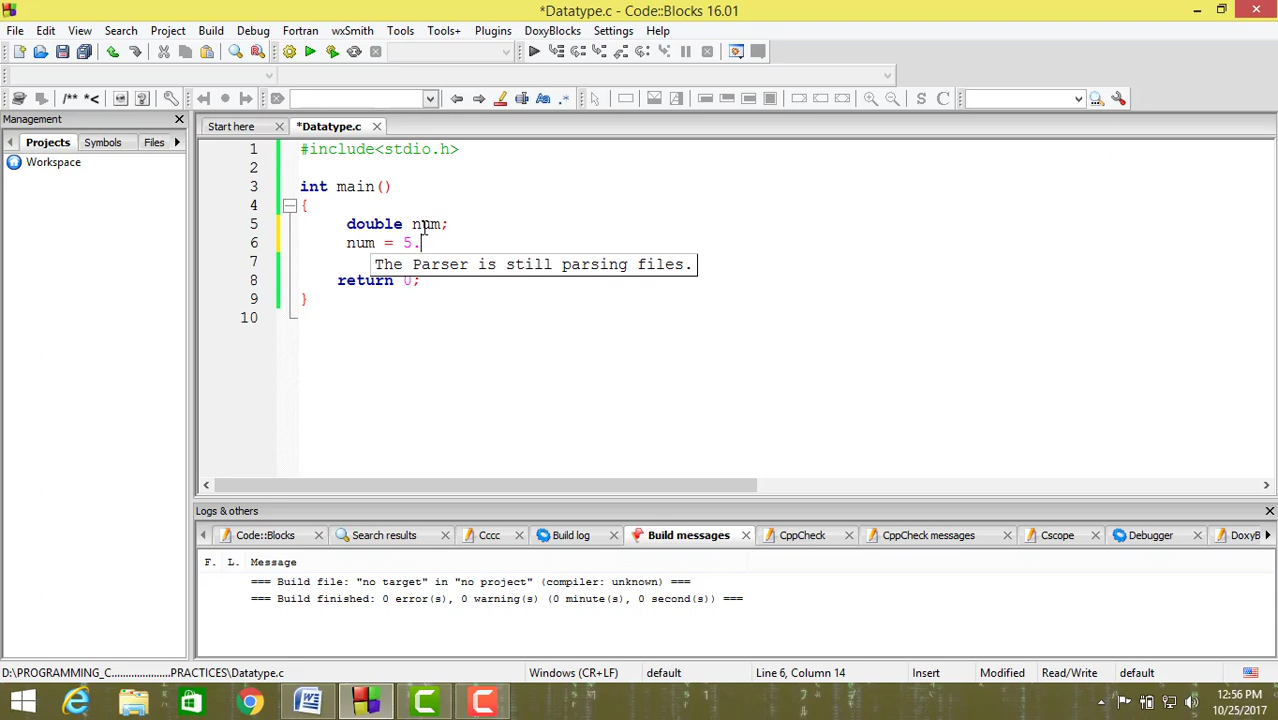 *Datatype.c - Code::Blocks 16.01
File Edit View Search Project Build Debug Fortran wxSmith Tools Tools+ Plugins DoxyBlocks Settings Help
/** *<
S C
Management
Start here *Datatype.c
Projects Symbols Files
Workspace
1 #include<stdio.h>
2
3 int main()
4 {
5 double num;
6 num = 5.
The Parser is still parsing files.
7
8 return 0;
9 }
10
Logs & others
Code::Blocks Search results Cccc Build log Build messages CppCheck CppCheck messages Cscope Debugger DoxyB
F. L. Message
=== Build file: "no target" in "no project" (compiler: unknown) ===
=== Build finished: 0 error(s), 0 warning(s) (0 minute(s), 0 second(s)) ===
D:\PROGRAMMING_C.....................PRACTICES\Datatype.c Windows (CR+LF) default Line 6, Column 14 Insert Modified Read/Write default
12:56 PM
10/25/2017